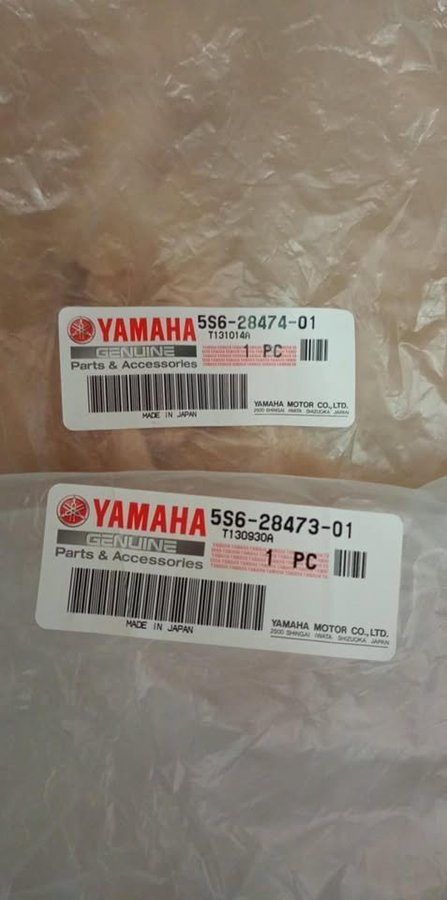 YAMAHA 5S6-28474-01
T131014A
GENUINE 1 PC
Parts & Accessories
YAMAHA MOTOR CO.,LTD.
2500 SHINGAI IWATA SHIZUOKA JAPAN
MADE IN JAPAN
YAMAHA 5S6-28473-01
T130930A
GENUINE 1 PC
Parts & Accessories
YAMAHA MOTOR CO.,LTD.
2500 SHINGAI IWATA SHIZUOKA JAPAN
MADE IN JAPAN